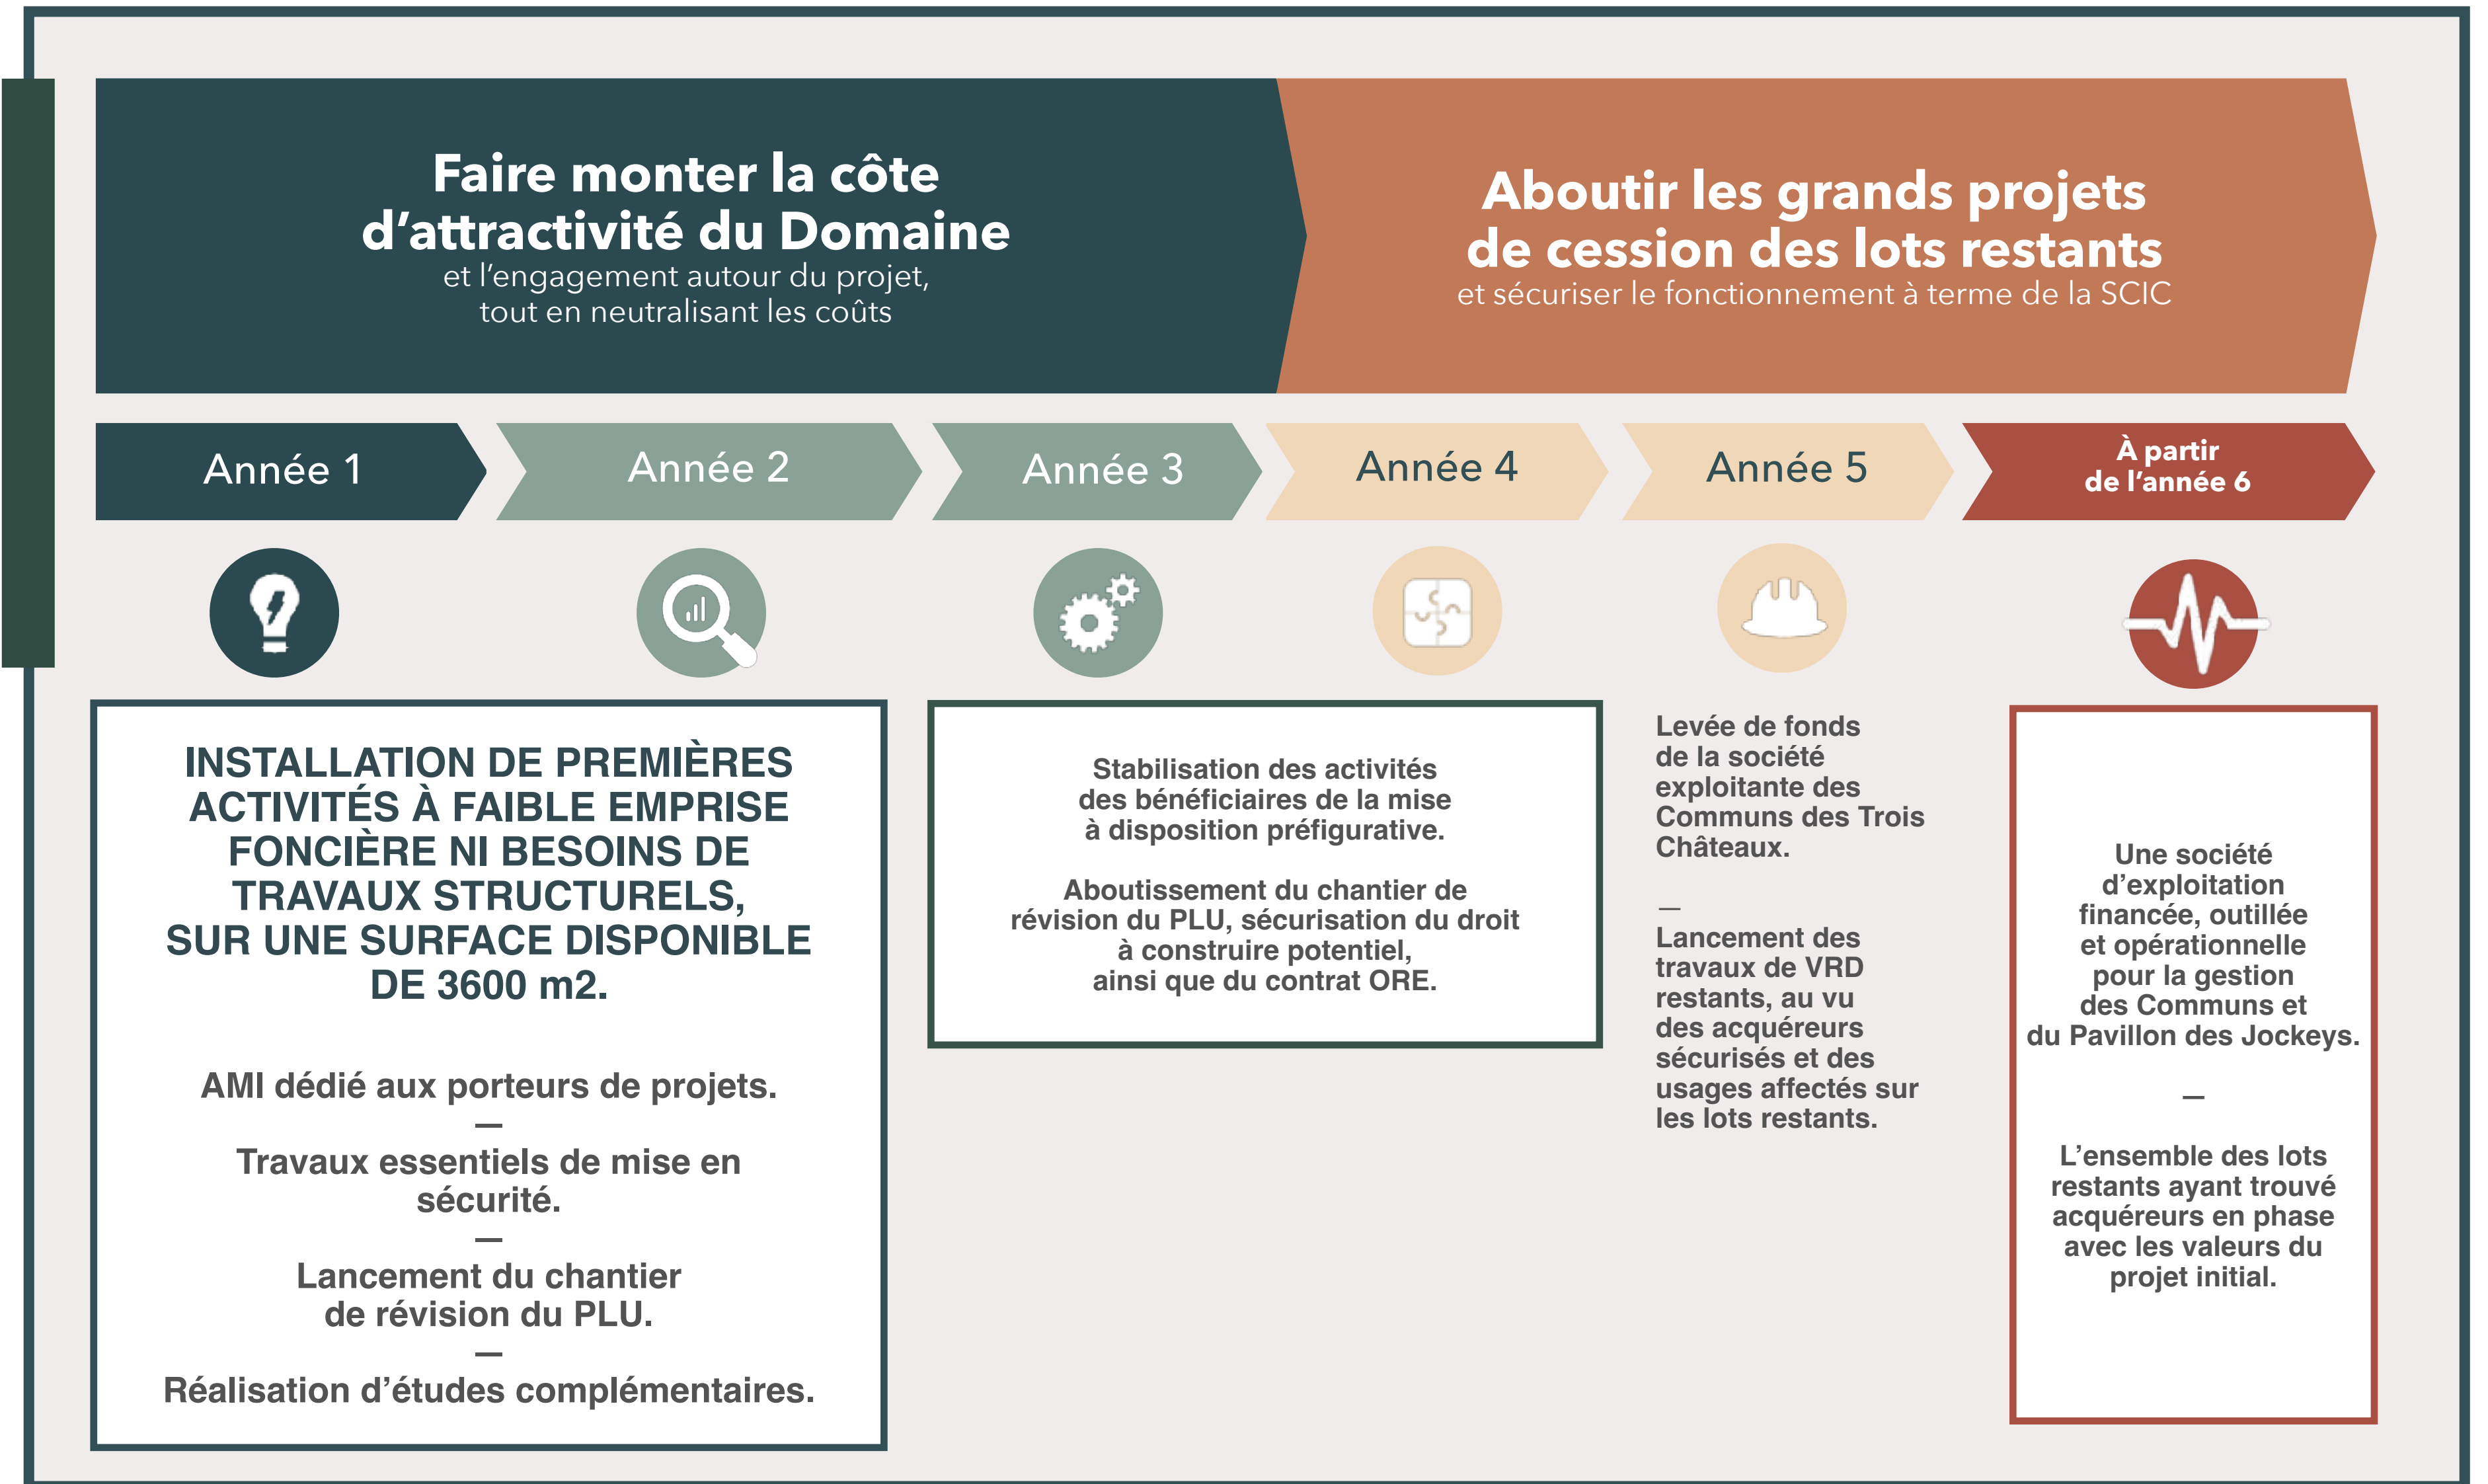 Faire monter la côte
d'attractivité du Domaine
et l'engagement autour du projet,
tout en neutralisant les coûts
Aboutir les grands projets
de cession des lots restants
et sécuriser le fonctionnement à terme de la SCIC
Année 1
Année 2
Année 3
Année 4
Année 5
À partir
de l'année 6
INSTALLATION DE PREMIÈRES
ACTIVITÉS À FAIBLE EMPRISE
FONCIÈRE NI BESOINS DE
TRAVAUX STRUCTURELS,
SUR UNE SURFACE DISPONIBLE
DE 3600 m2.
AMI dédié aux porteurs de projets.
—
Travaux essentiels de mise en
sécurité.
—
Lancement du chantier
de révision du PLU.
—
Réalisation d'études complémentaires.
Stabilisation des activités
des bénéficiaires de la mise
à disposition préfigurative.
Aboutissement du chantier de
révision du PLU, sécurisation du droit
à construire potentiel,
ainsi que du contrat ORE.
Levée de fonds
de la société
exploitante des
Communs des Trois
Châteaux.
—
Lancement des
travaux de VRD
restants, au vu
des acquéreurs
sécurisés et des
usages affectés sur
les lots restants.
Une société
d'exploitation
financée, outillée
et opérationnelle
pour la gestion
des Communs et
du Pavillon des Jockeys.
—
L'ensemble des lots
restants ayant trouvé
acquéreurs en phase
avec les valeurs du
projet initial.